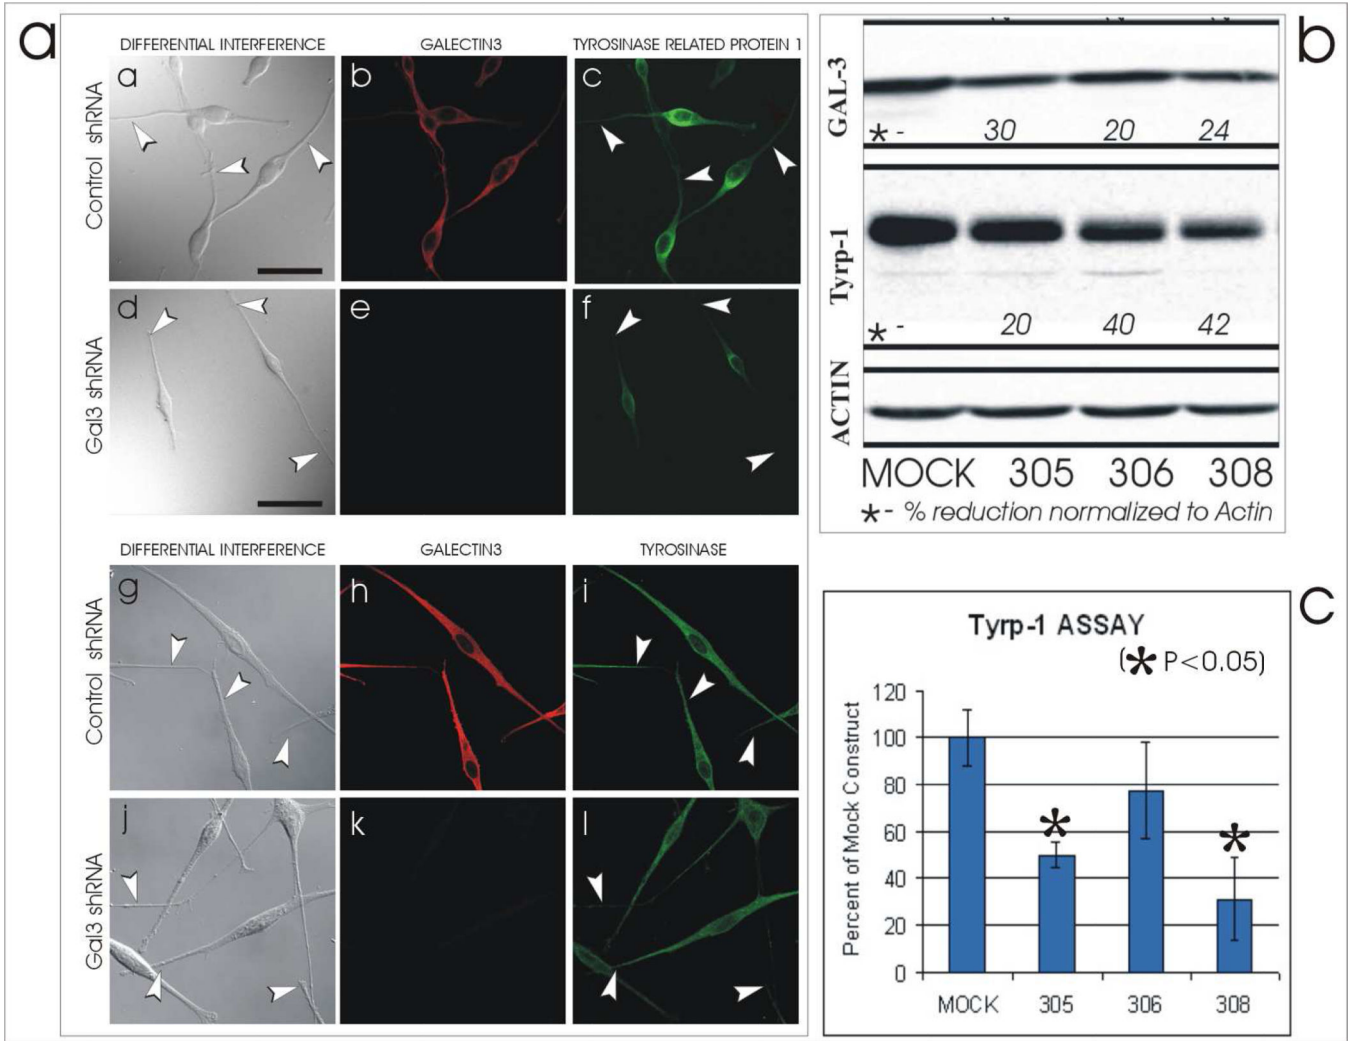 a
DIFFERENTIAL INTERFERENCE GALECTIN3 TYROSINASE RELATED PROTEIN 1
Control shRNA
a b c
Gal3 shRNA
d e f
DIFFERENTIAL INTERFERENCE GALECTIN3 TYROSINASE
Control shRNA
g h i
Gal3 shRNA
j k l
b
GAL-3
*- 30 20 24
Tyrp-1
*- 20 40 42
ACTIN
MOCK 305 306 308
*- % reduction normalized to Actin
c
Tyrp-1 ASSAY
(* P<0.05)
Percent of Mock Construct
120
100
80
60
40
20
0
* *
MOCK 305 306 308